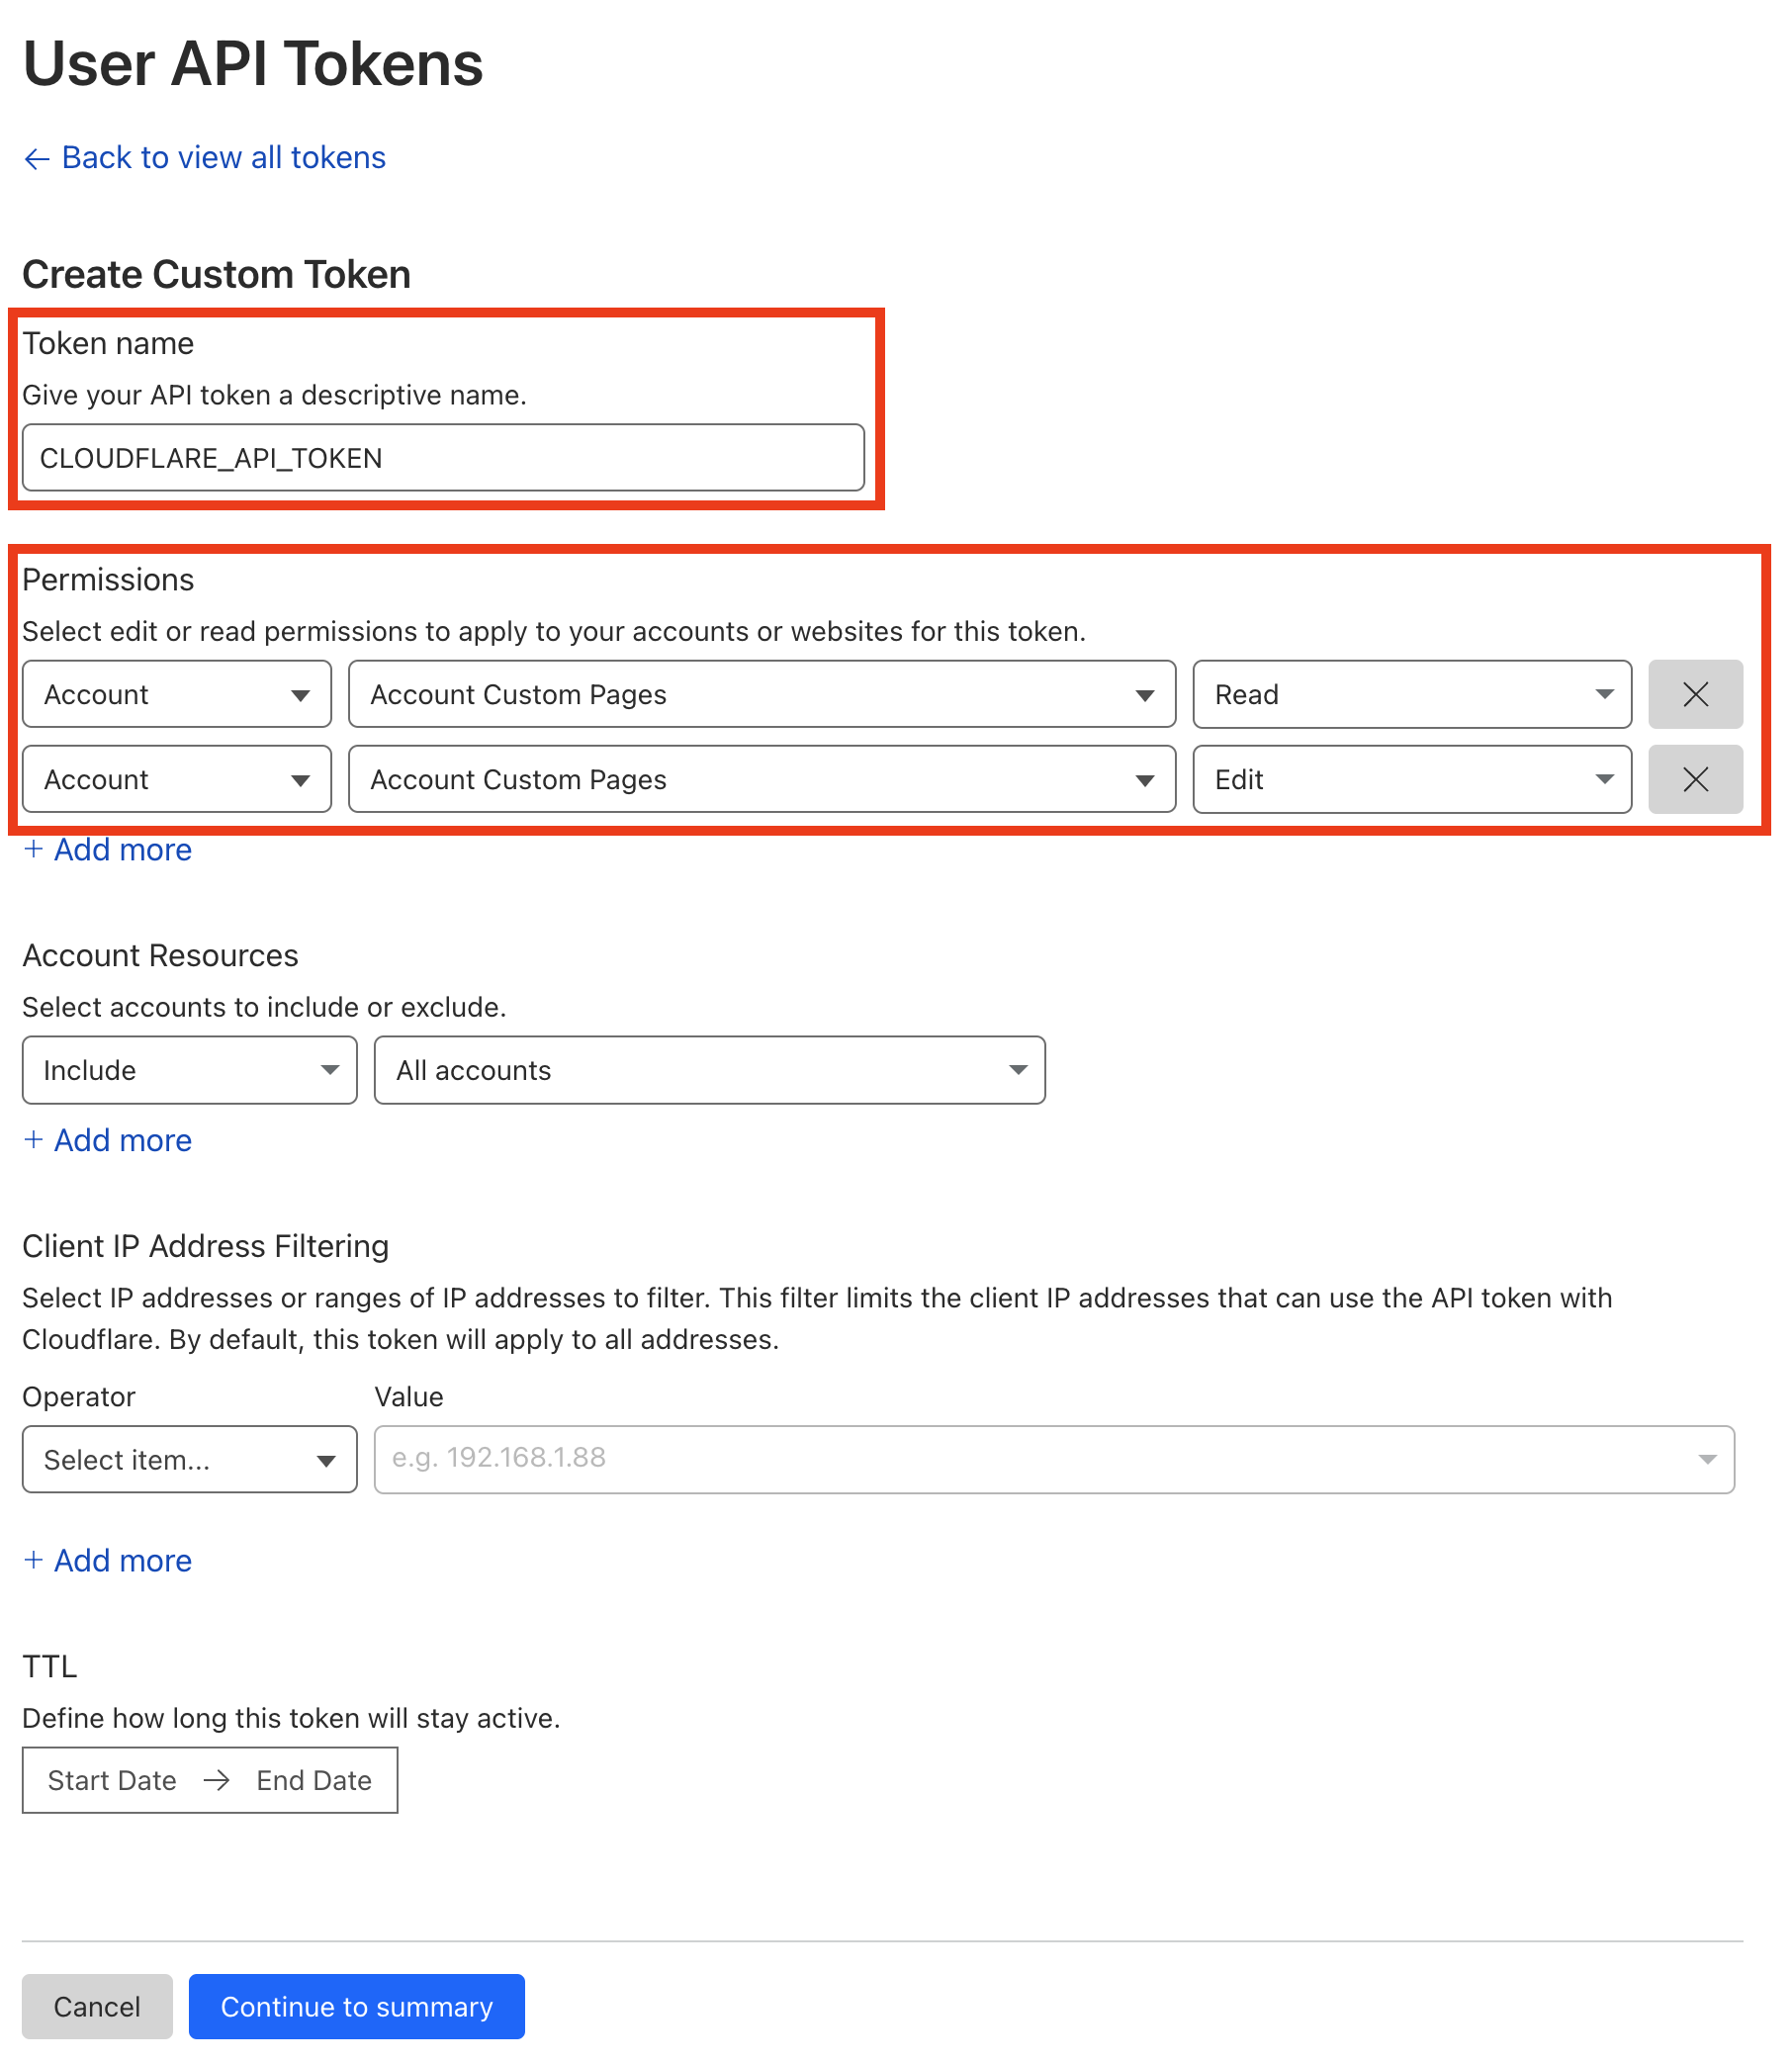 User API Tokens
← Back to view all tokens
Create Custom Token
Token name
Give your API token a descriptive name.
CLOUDFLARE_API_TOKEN
Permissions
Select edit or read permissions to apply to your accounts or websites for this token.
Account Account Custom Pages Read
Account Account Custom Pages Edit
+ Add more
Account Resources
Select accounts to include or exclude.
Include All accounts
+ Add more
Client IP Address Filtering
Select IP addresses or ranges of IP addresses to filter. This filter limits the client IP addresses that can use the API token with
Cloudflare. By default, this token will apply to all addresses.
Operator Value
Select item... e.g. 192.168.1.88
+ Add more
TTL
Define how long this token will stay active.
Start Date → End Date
Cancel Continue to summary